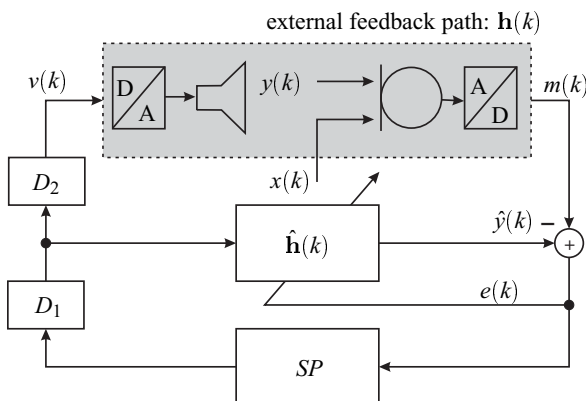 external feedback path: 𝐡(k)
v(k)
D
A
y(k)
A
D
m(k)
x(k)
D₂
𝐡̂(k)
ŷ(k) −
+
D₁
e(k)
SP